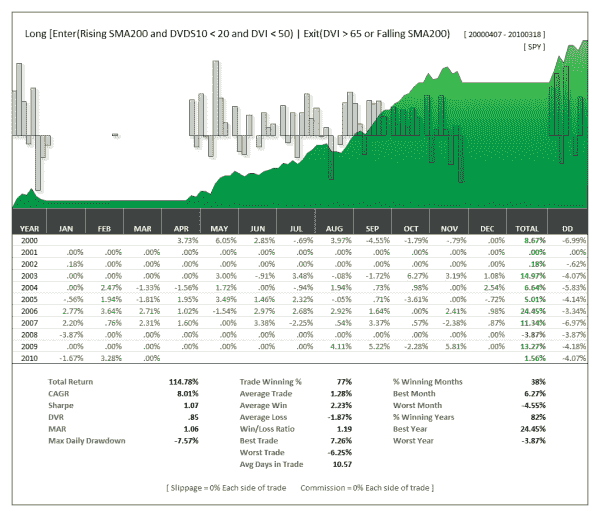 Long [Enter(Rising SMA200 and DVDS10 < 20 and DVI < 50) | Exit(DVI > 65 or Falling SMA200) [ 20000407 - 20100318 ]
[ SPY ]
YEAR JAN FEB MAR APR MAY JUN JUL AUG SEP OCT NOV DEC TOTAL DD
2000 3.73% 6.05% 2.85% -.69% 3.97% -4.55% -1.79% -.79% .00% 8.67% -6.99%
2001 .00% .00% .00% .00% .00% .00% .00% .00% .00% .00% .00% .00% .00% .00%
2002 .18% .00% .00% .00% .00% .00% .00% .00% .00% .00% .00% .00% .18% -.62%
2003 .00% .00% .00% .00% 3.00% -.91% 3.48% -.08% -1.72% 6.27% 3.19% 1.08% 14.97% -4.07%
2004 .00% 2.47% -1.33% -1.56% 1.72% .00% -.94% 1.94% .73% .98% .00% 2.54% 6.64% -5.83%
2005 -.56% 1.94% -1.81% 1.95% 3.49% 1.46% 2.32% -.05% .71% -3.61% .00% -.72% 5.01% -4.14%
2006 2.77% 3.64% 2.71% 1.02% -1.54% 2.97% 2.68% 2.92% 1.64% .00% 2.41% .98% 24.45% -3.34%
2007 2.20% .76% 2.31% 1.60% .00% 3.38% -2.25% .54% 3.37% .57% -2.38% .87% 11.34% -6.97%
2008 -3.87% .00% .00% .00% .00% .00% .00% .00% .00% .00% .00% .00% -3.87% -3.87%
2009 .00% .00% .00% .00% .00% .00% .00% 4.11% 5.22% -2.28% 5.81% .00% 13.27% -4.18%
2010 -1.67% 3.28% .00% 1.56% -4.07%
Total Return 114.78% Trade Winning % 77% % Winning Months 38%
CAGR 8.01% Average Trade 1.28% Best Month 6.27%
Sharpe 1.07 Average Win 2.23% Worst Month -4.55%
DVR .85 Average Loss -1.87% % Winning Years 82%
MAR 1.06 Win/Loss Ratio 1.19 Best Year 24.45%
Max Daily Drawdown -7.57% Best Trade 7.26% Worst Year -3.87%
Worst Trade -6.25%
Avg Days in Trade 10.57
[ Slippage = 0% Each side of trade Commission = 0% Each side of trade ]